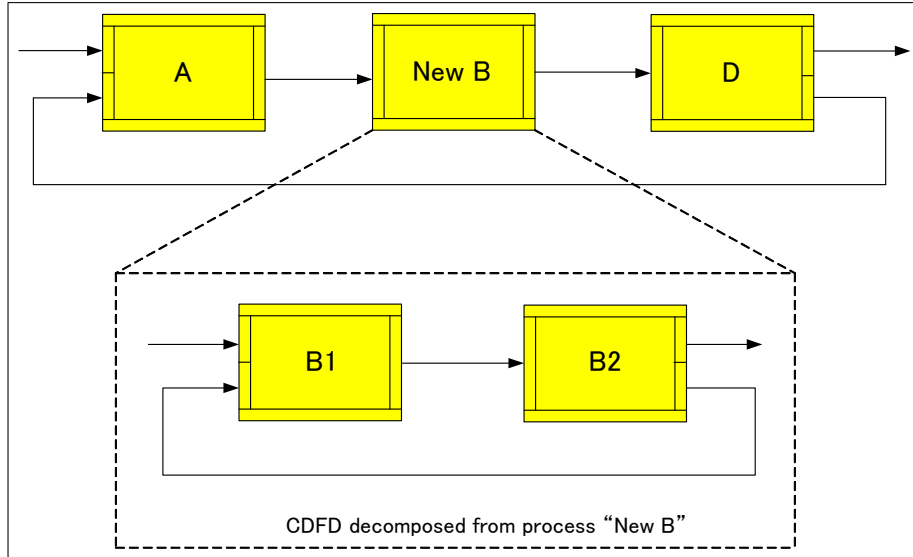 A
New B
D
B1
B2
CDFD decomposed from process “New B”